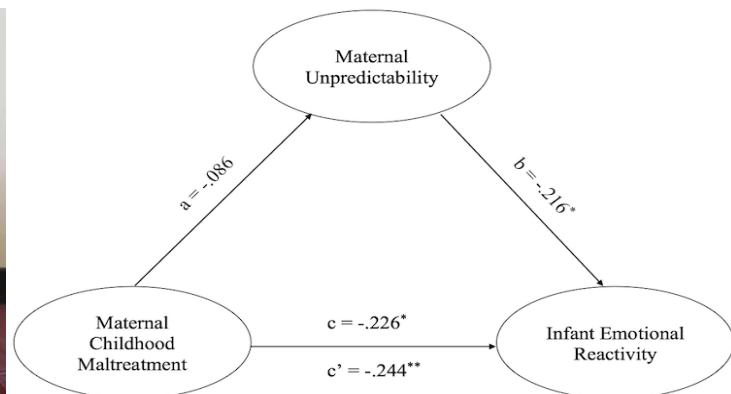 Maternal
Unpredictability
a = -.086
b = -.216*
Maternal
Childhood
Maltreatment
c = -.226*
c’ = -.244**
Infant Emotional
Reactivity